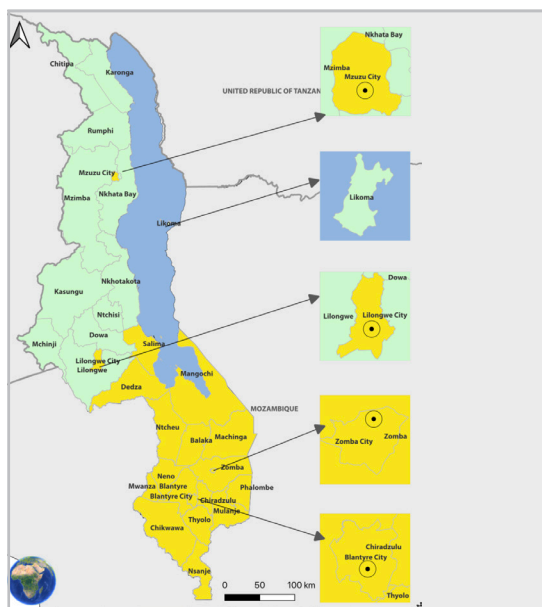 Chitipa
Karonga
UNITED REPUBLIC OF TANZAN
Rumphi
Mzuzu City
Mzimba
Nkhata Bay
Likoma
Nkhotakota
Kasungu
Ntchisi
Dowa
Mchinji
Salima
Lilongwe City
Lilongwe
Mangochi
Dedza
MOZAMBIQUE
Ntcheu
Balaka
Machinga
Neno
Zomba
Mwanza
Blantyre
Phalombe
Blantyre City
Chiradzulu
Mulanje
Thyolo
Chikwawa
Nsanje
0 50 100 km
Nkhata Bay
Mzimba
Mzuzu City
Likoma
Dowa
Lilongwe
Lilongwe City
Zomba City
Zomba
Chiradzulu
Blantyre City
Thyolo